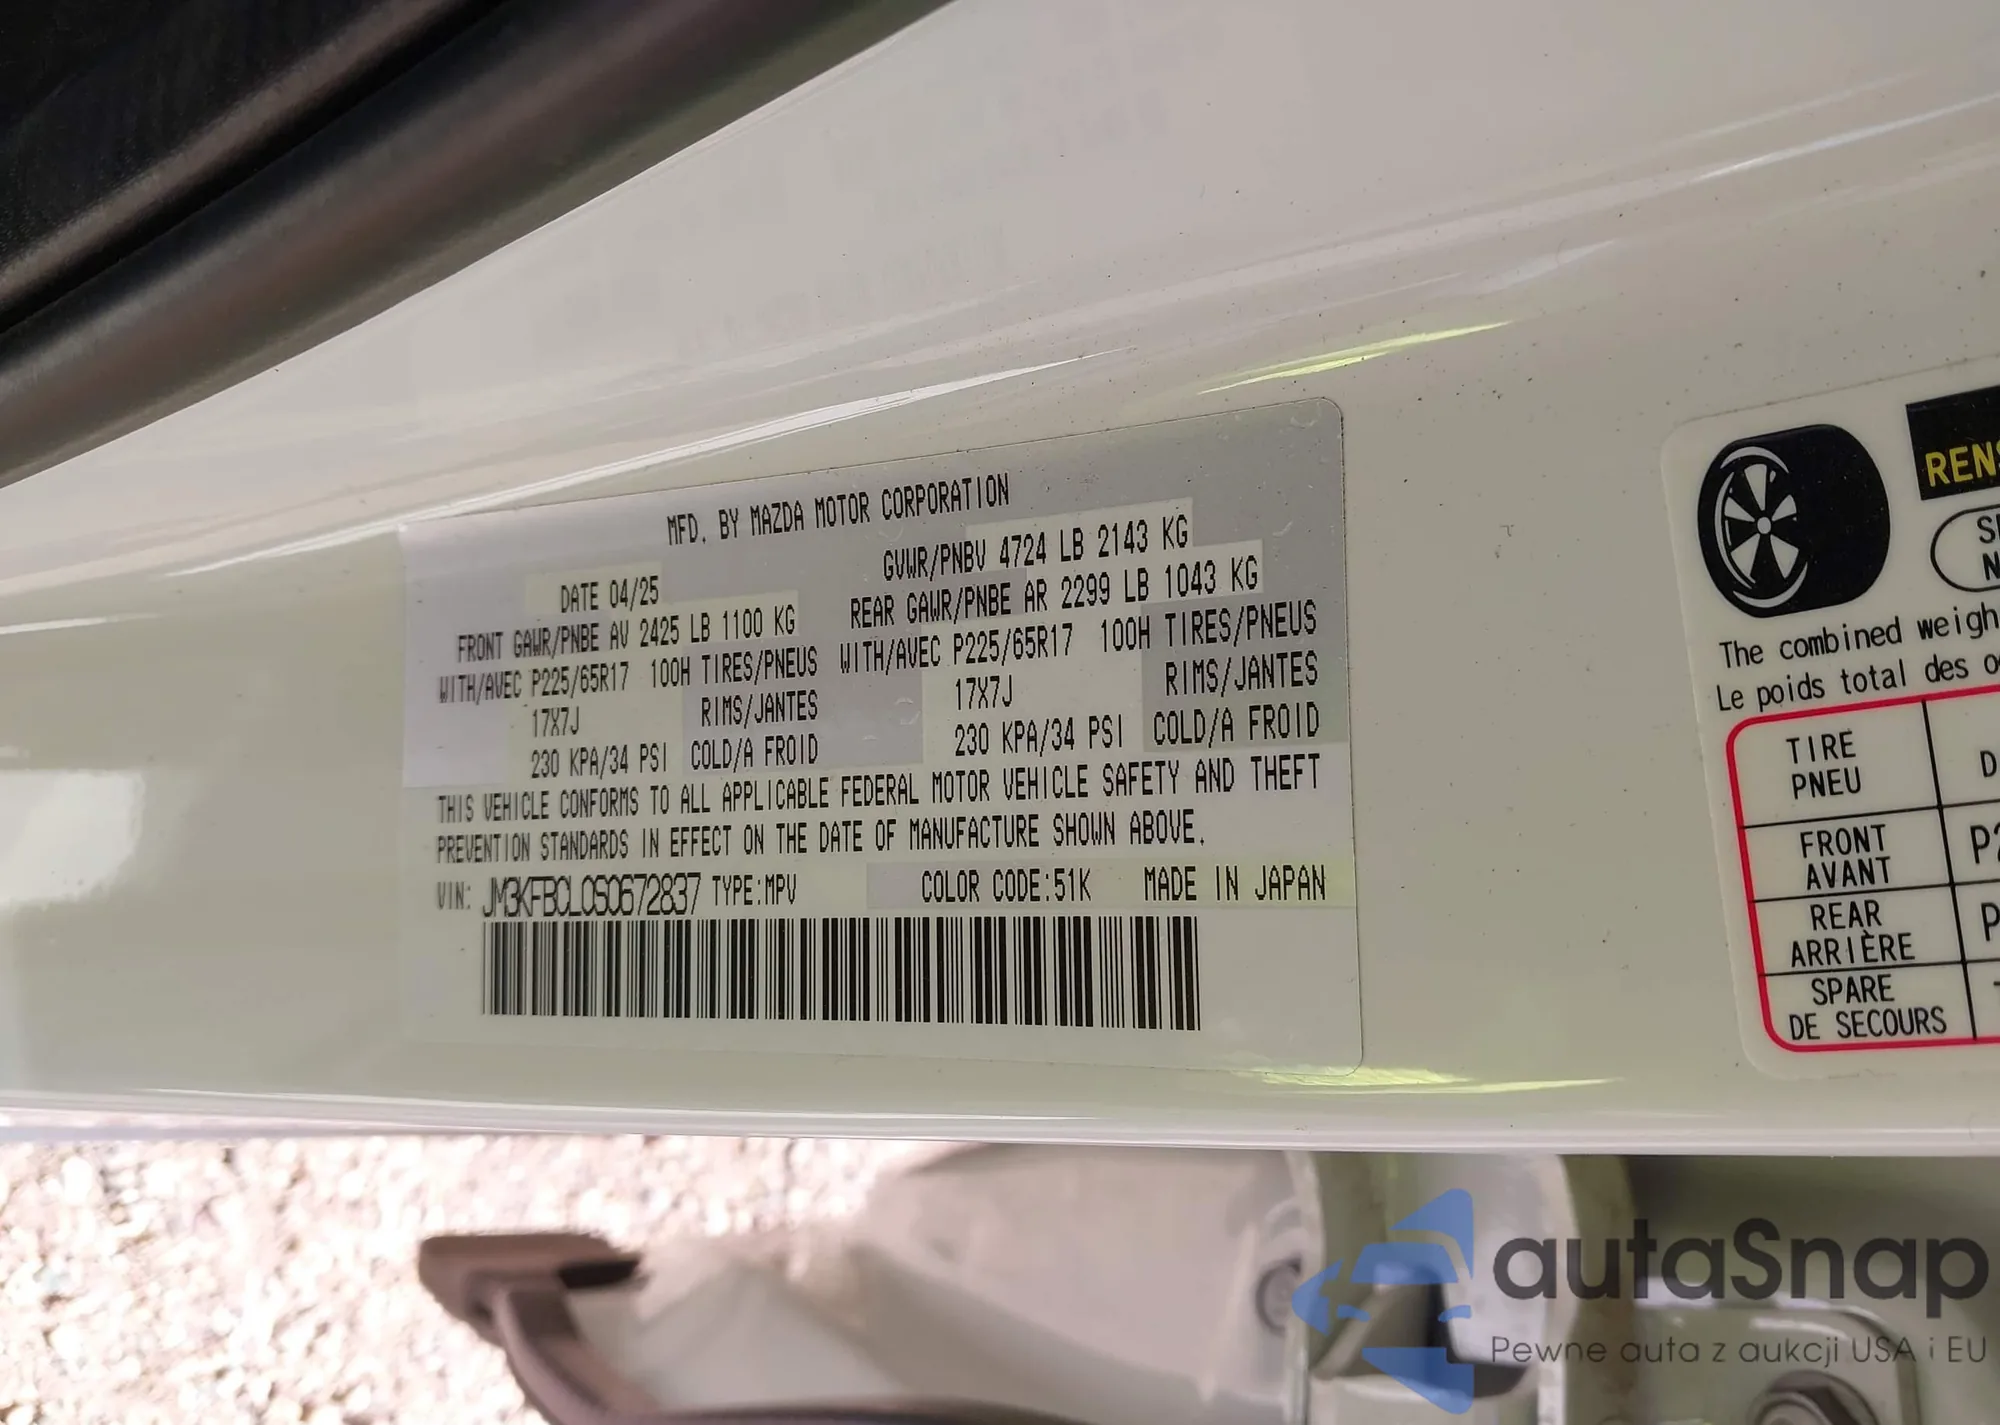 MFD. BY MAZDA MOTOR CORPORATION
DATE 04/25
GVWR/PNBV 4724 LB 2143 KG
FRONT GAWR/PNBE AV 2425 LB 1100 KG
REAR GAWR/PNBE AR 2299 LB 1043 KG
WITH/AVEC P225/65R17 100H TIRES/PNEUS
WITH/AVEC P225/65R17 100H TIRES/PNEUS
17X7J RIMS/JANTES
17X7J RIMS/JANTES
230 KPA/34 PSI COLD/A FROID
230 KPA/34 PSI COLD/A FROID
THIS VEHICLE CONFORMS TO ALL APPLICABLE FEDERAL MOTOR VEHICLE SAFETY AND THEFT
PREVENTION STANDARDS IN EFFECT ON THE DATE OF MANUFACTURE SHOWN ABOVE.
VIN: JM3KFBCL0S0672837 TYPE:MPV COLOR CODE:51K MADE IN JAPAN
The combined
Le poids total des
TIRE
PNEU
FRONT
AVANT
REAR
ARRIÈRE
SPARE
DE SECOURS
autaSnap
Pewne auta z aukcji USA i EU